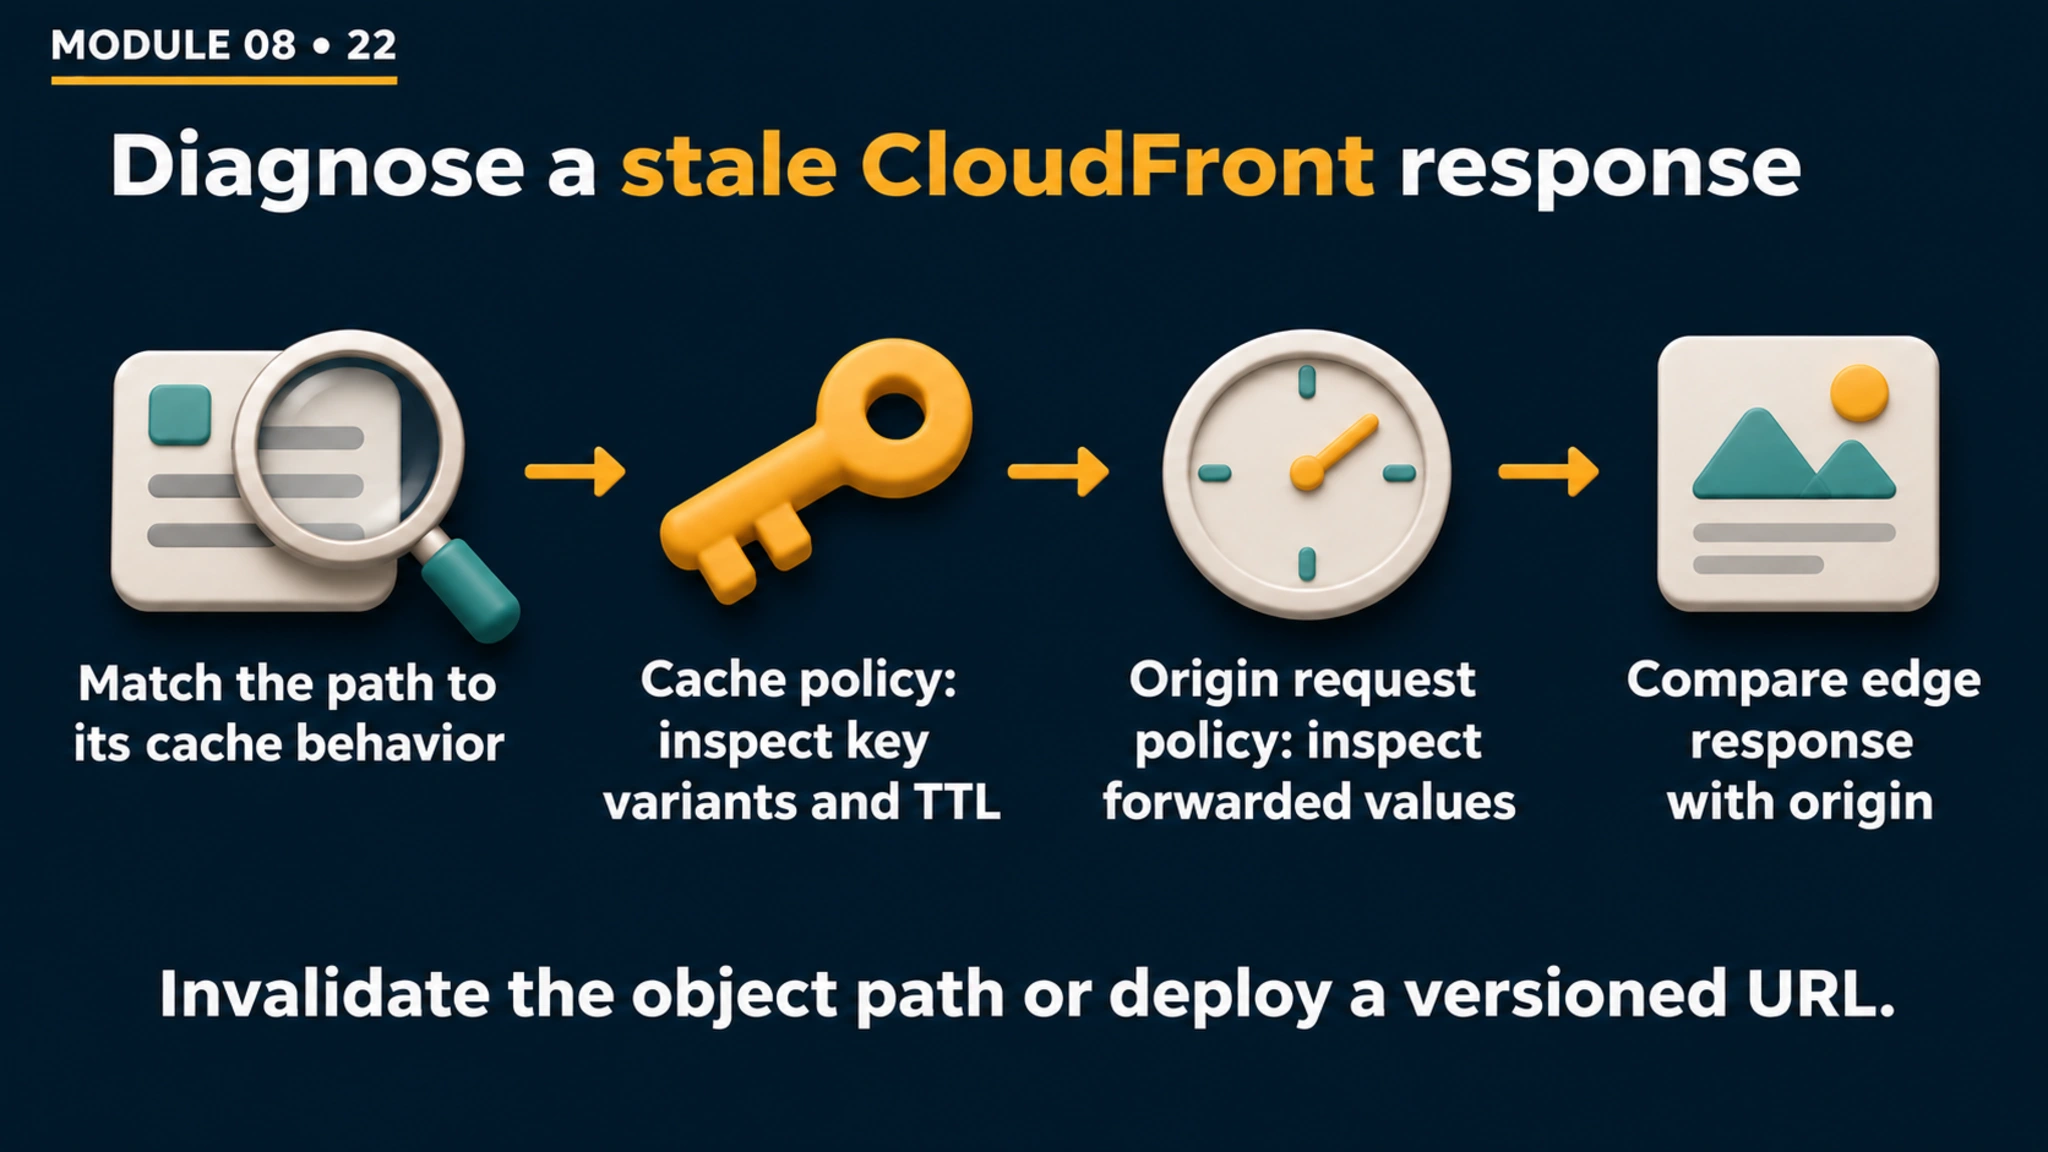 MODULE 08 • 22
Diagnose a stale CloudFront response
Match the path to
its cache behavior
Cache policy:
inspect key
variants and TTL
Origin request
policy: inspect
forwarded values
Compare edge
response
with origin
Invalidate the object path or deploy a versioned URL.